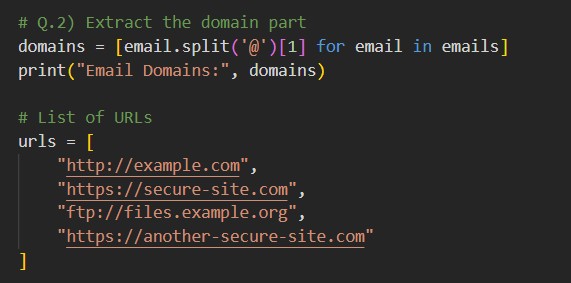 # Q.2) Extract the domain part
domains = [email.split('@')[1] for email in emails]
print("Email Domains:", domains)

# List of URLs
urls = [
    "http://example.com",
    "https://secure-site.com",
    "ftp://files.example.org",
    "https://another-secure-site.com"
]